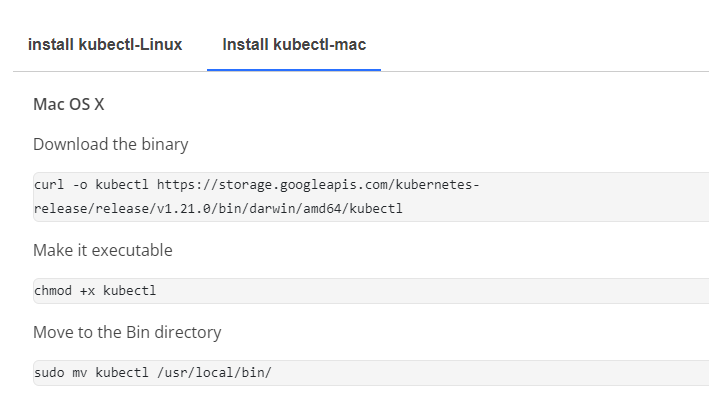 install kubectl-Linux
Install kubectl-mac
Mac OS X
Download the binary
curl -o kubectl https://storage.googleapis.com/kubernetes-
release/release/v1.21.0/bin/darwin/amd64/kubectl
Make it executable
chmod +x kubectl
Move to the Bin directory
sudo mv kubectl /usr/local/bin/